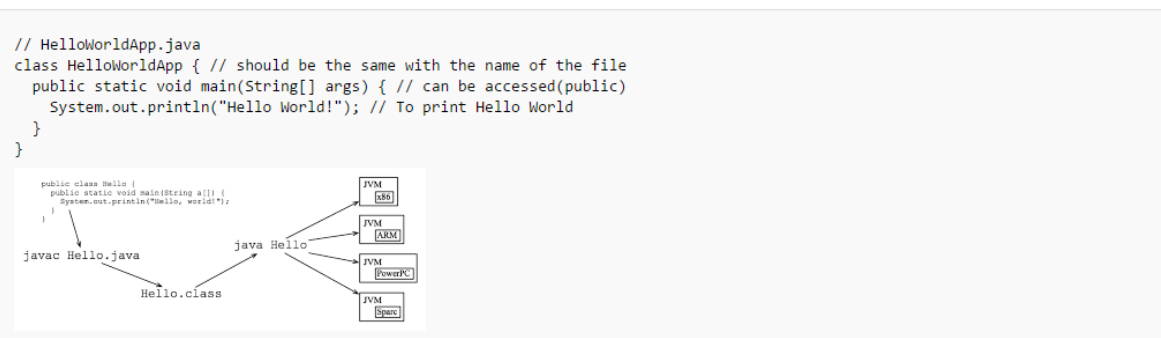 // HelloWorldApp.java
class HelloWorldApp { // should be the same with the name of the file
public static void main(String[] args) { // can be accessed(public)
System.out.println("Hello World!"); // To print Hello World
}
}
public class Hello {
public static void main(String a[]) {
System.out.println("Hello, world!");
}
}
javac Hello.java
Hello.class
java Hello
JVM
x86
JVM
ARM
JVM
PowerPC
JVM
Sparc